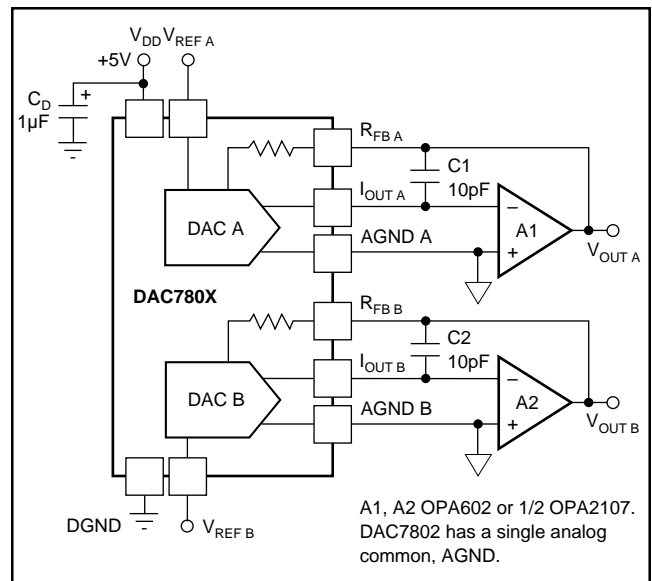 V_DD V_REF A
+5V
C_D
+
1µF
R_FB A
C1
10pF
I_OUT A
DAC A
−
A1
+
AGND A
V_OUT A
DAC780X
R_FB B
C2
10pF
I_OUT B
DAC B
−
A2
+
AGND B
V_OUT B
DGND
V_REF B
A1, A2 OPA602 or 1/2 OPA2107.
DAC7802 has a single analog
common, AGND.